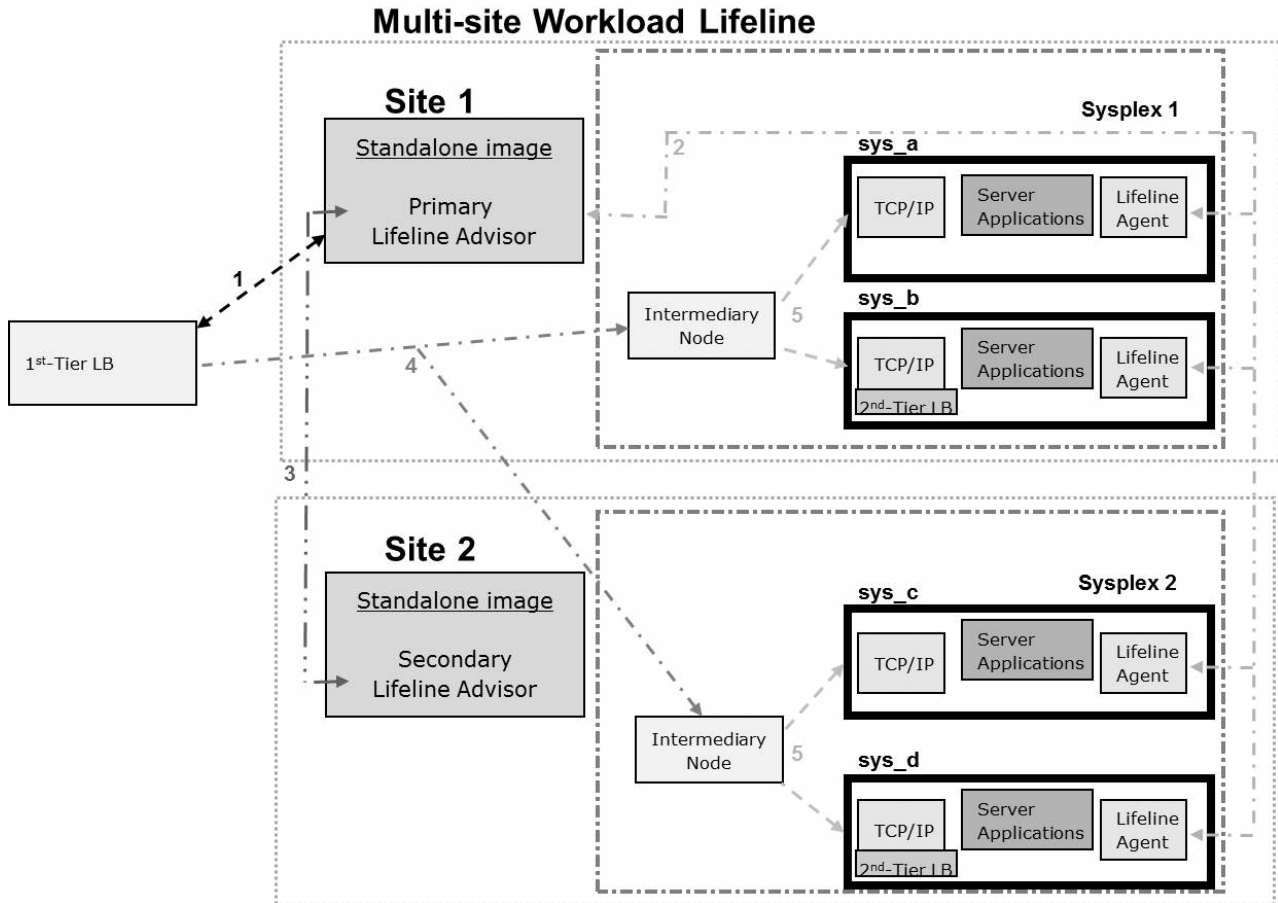 Multi-site Workload Lifeline
Site 1
Standalone image
Primary
Lifeline Advisor
1
2
Sysplex 1
sys_a
TCP/IP
Server
Applications
Lifeline
Agent
Intermediary
Node
5
sys_b
TCP/IP
2nd-Tier LB
Server
Applications
Lifeline
Agent
1st-Tier LB
4
3
Site 2
Standalone image
Secondary
Lifeline Advisor
Sysplex 2
sys_c
TCP/IP
Server
Applications
Lifeline
Agent
Intermediary
Node
5
sys_d
TCP/IP
2nd-Tier LB
Server
Applications
Lifeline
Agent